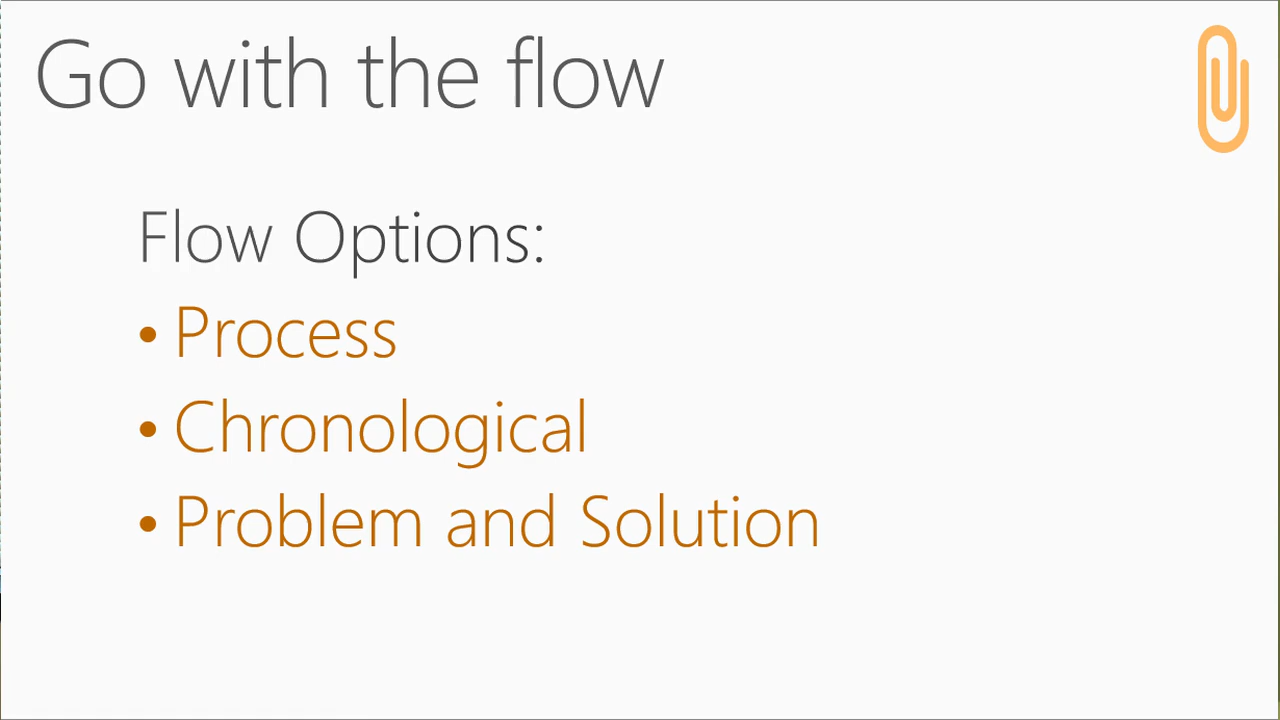 Go with the flow
Flow Options:
• Process
• Chronological
• Problem and Solution